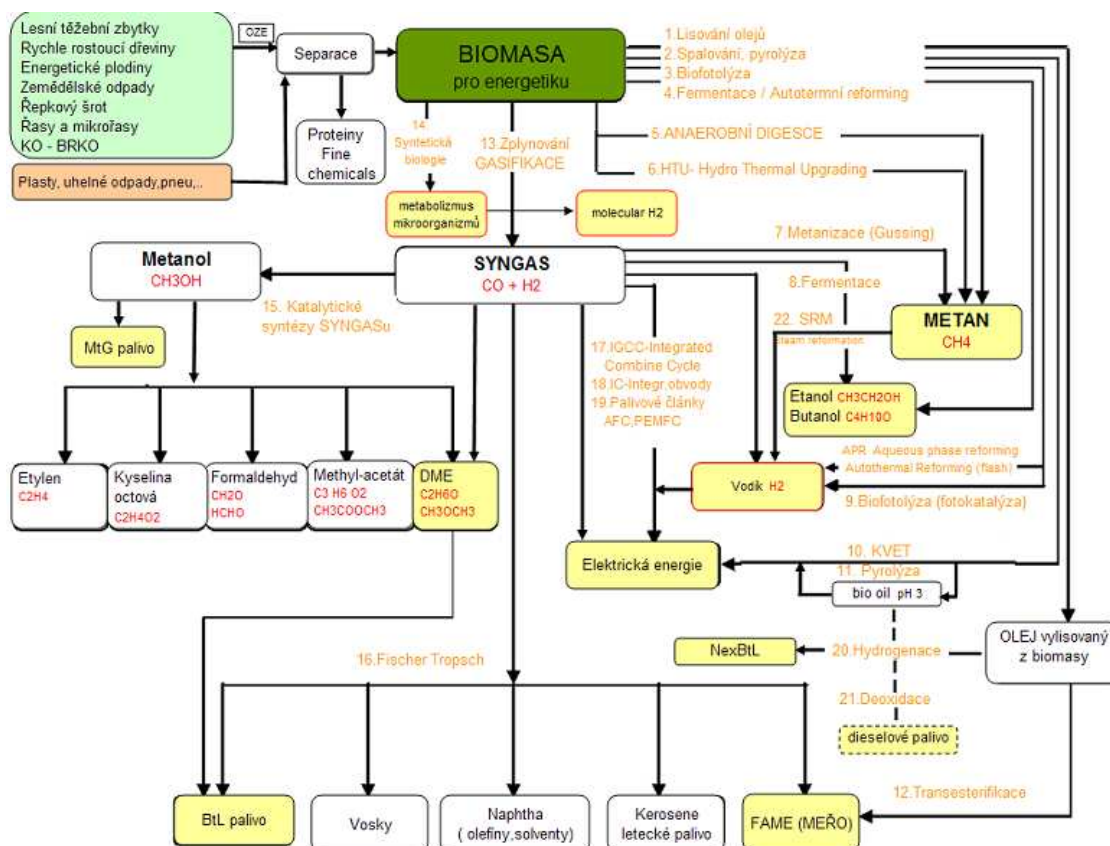 Lesní těžební zbytky
Rychle rostoucí dřeviny
Energetické plodiny
Zemědělské odpady
Řepkový šrot
Řasy a mikrořasy
KO - BRKO
OZE
Separace
BIOMASA
pro energetiku
1.Lisování olejů
2.Spalování, pyrolýza
3.Biofotolýza
4.Fermentace / Autotermní reforming
Plasty, uhelné odpady,pneu,..
Proteiny
Fine
chemicals
14.
Syntetická
biologie
13.Zplynování
GASIFIKACE
5.ANAEROBNÍ DIGESCE
6.HTU- Hydro Thermal Upgrading
metabolizmus
mikroorganizmů
molecular H2
7.Metanizace (Gussing)
Metanol
CH3OH
SYNGAS
CO + H2
8.Fermentace
15. Katalytické
syntézy SYNGASu
MtG palivo
22. SRM
Steam reformation
METAN
CH4
17.IGCC-Integrated
Combine Cycle
18.IC-Integr,obvody
19.Palivové články
AFC,PEMFC
Etanol CH3CH2OH
Butanol C4H10O
Etylen
C2H4
Kyselina
octová
C2H4O2
Formaldehyd
CH2O
HCHO
Methyl-acetát
C3 H6 O2
CH3COOCH3
DME
C2H6O
CH3OCH3
APR Aqueous phase reforming
Autothermal Reforming (flash)
Vodík H2
9.Biofotolýza (fotokatalýza)
Elektrická energie
10. KVET
11. Pyrolýza
bio oil pH 3
OLEJ vylisovaný
z biomasy
NexBtL
20.Hydrogenace
16.Fischer Tropsch
21.Deoxidace
dieselové palivo
12.Transesterifikace
BtL palivo
Vosky
Naphtha
( olefíny,solventy)
Kerosene
letecké palivo
FAME (MEŘO)